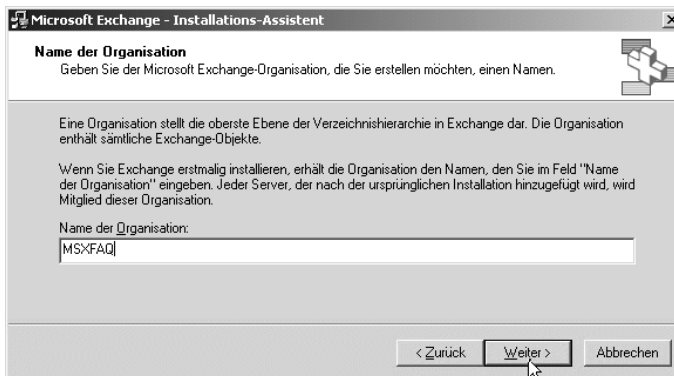 Microsoft Exchange - Installations-Assistent
Name der Organisation
Geben Sie der Microsoft Exchange-Organisation, die Sie erstellen möchten, einen Namen.
Eine Organisation stellt die oberste Ebene der Verzeichnishierarchie in Exchange dar. Die Organisation
enthält sämtliche Exchange-Objekte.
Wenn Sie Exchange erstmalig installieren, erhält die Organisation den Namen, den Sie im Feld "Name
der Organisation" eingeben. Jeder Server, der nach der ursprünglichen Installation hinzugefügt wird, wird
Mitglied dieser Organisation.
Name der Organisation:
MSXFAQ
< Zurück Weiter > Abbrechen